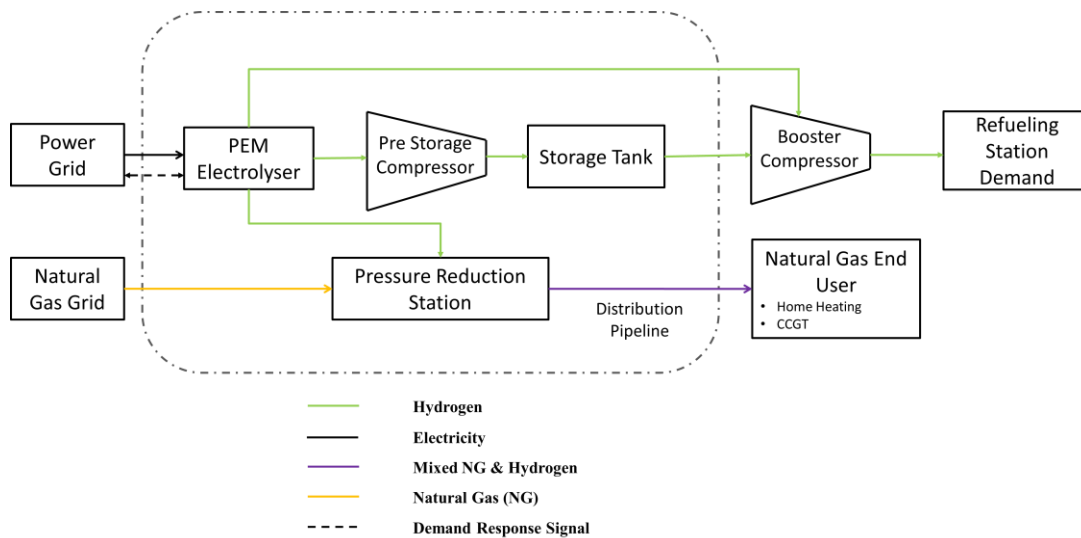 Power
Grid
PEM
Electrolyser
Pre Storage
Compressor
Storage Tank
Booster
Compressor
Refueling
Station
Demand
Natural
Gas Grid
Pressure Reduction
Station
Distribution
Pipeline
Natural Gas End
User
• Home Heating
• CCGT
Hydrogen
Electricity
Mixed NG & Hydrogen
Natural Gas (NG)
Demand Response Signal